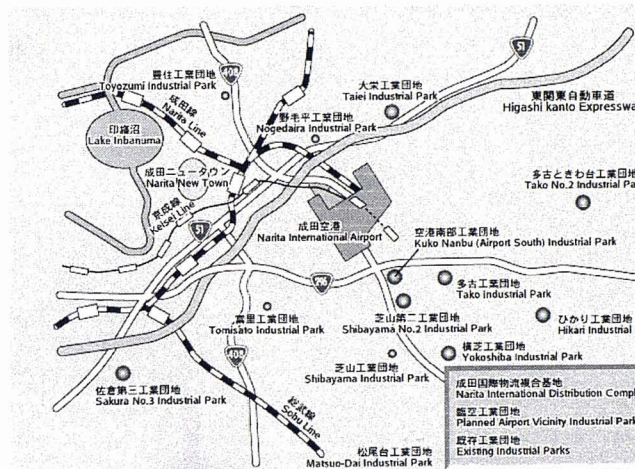 豊住工業団地
Toyozumi Industrial Park
408
51
大栄工業団地
Taiei Industrial Park
東関東自動車道
Higashi kanto Expresswa
成田線
Narita Line
野毛平工業団地
Nogedaira Industrial Park
印旛沼
Lake Inbanuma
成田ニュータウン
Narita New Town
多古ときわ台工業団地
Tako No.2 Industrial Pa
京成線
Keisei Line
51
成田空港
Narita International Airport
空港南部工業団地
Kuko Nanbu (Airport South) Industrial Park
296
多古工業団地
Tako Industrial Park
富里工業団地
Tomisato Industrial Park
芝山第二工業団地
Shibayama No.2 Industrial Park
ひかり工業団地
Hikari Industrial
408
芝山工業団地
Shibayama Industrial Park
横芝工業団地
Yokoshiba Industrial Park
佐倉第三工業団地
Sakura No.3 Industrial Park
総武線
Sobu Line
松尾台工業団地
Matsuo-Dai Industrial Park
成田国際物流複合基地
Narita International Distribution Compl
臨空工業団地
Planned Airport Vicinity Industrial Park
既存工業団地
Existing Industrial Parks